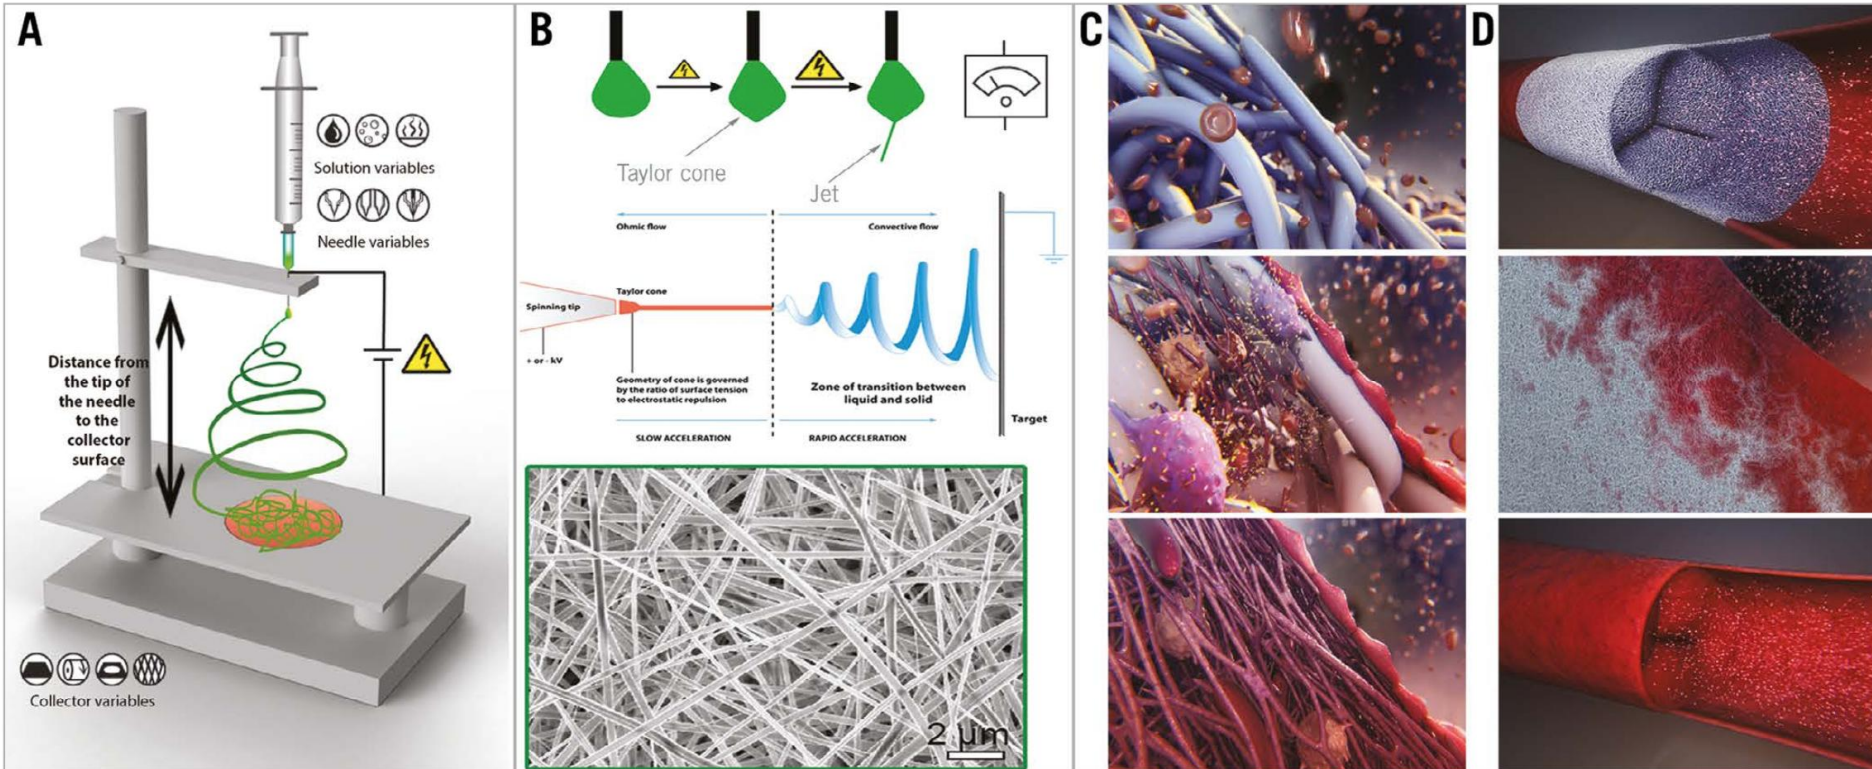 A
Solution variables
Needle variables
Distance from
the tip of
the needle
to the
collector
surface
Collector variables
B
Taylor cone
Jet
Ohmic flow
Convective flow
Taylor cone
Spinning tip
+ or - kV
Geometry of cone is governed
by the ratio of surface tension
to electrostatic repulsion
Zone of transition between
liquid and solid
Target
SLOW ACCELERATION
RAPID ACCELERATION
2 μm
C
D